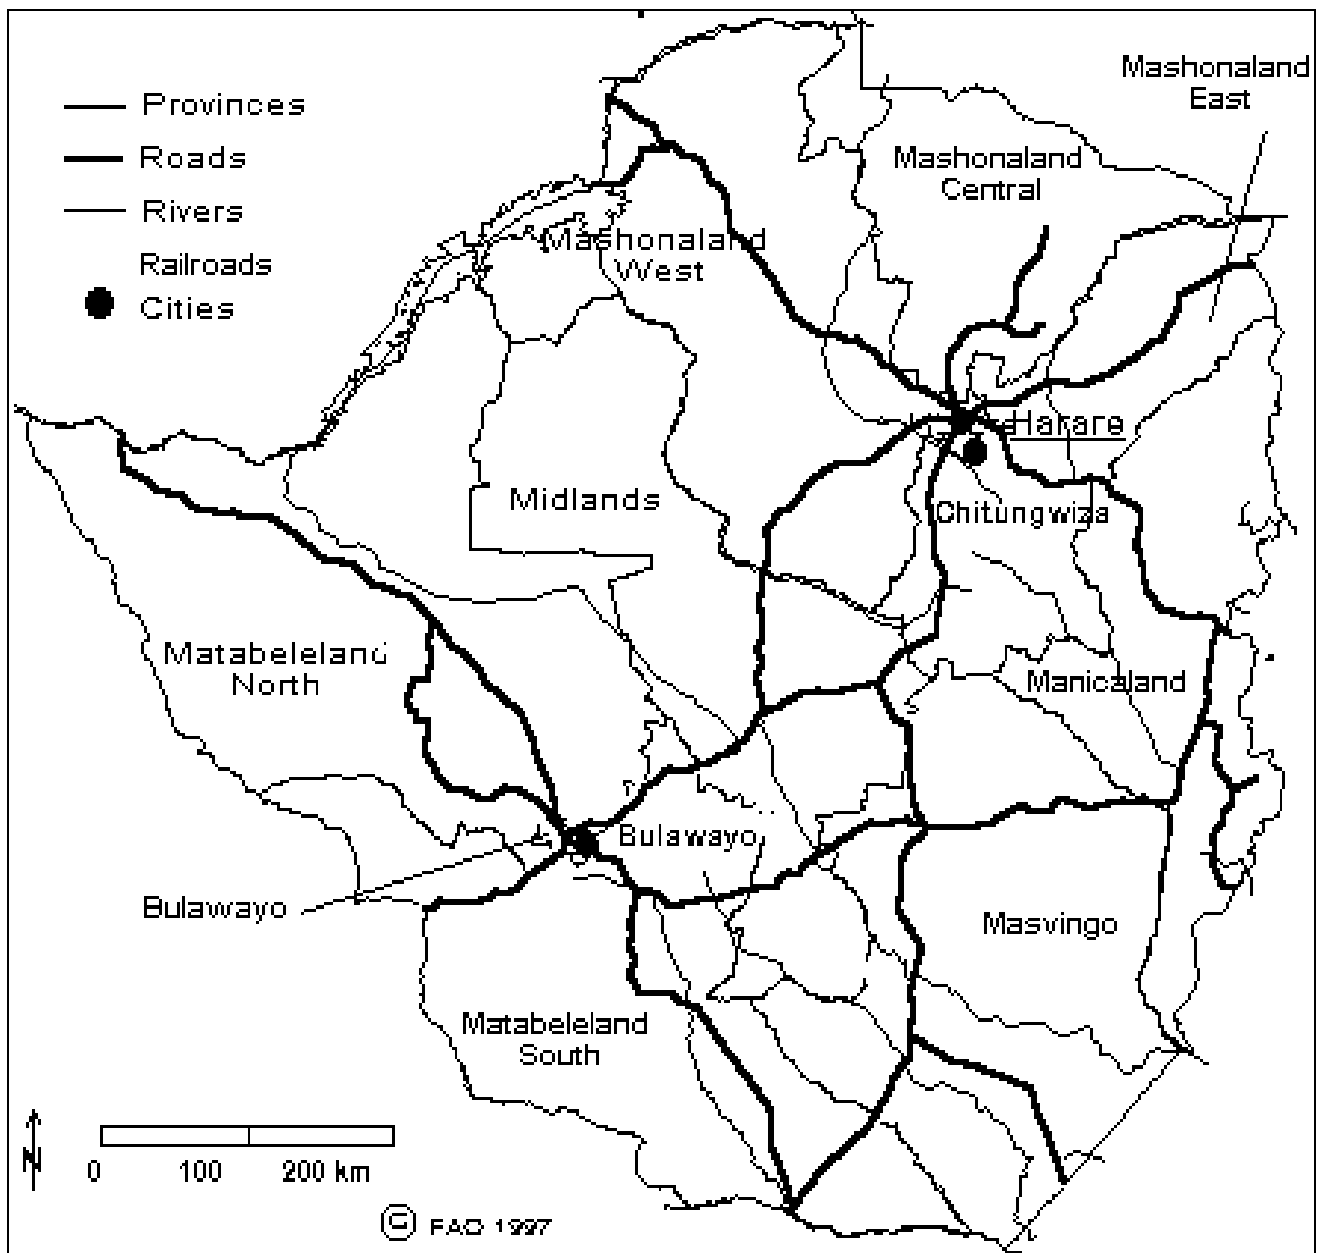 Provinces
Roads
Rivers
Railroads
Cities
Mashonaland
East
Mashonaland
Central
Mashonaland
West
Harare
Midlands
Chitungwiza
Matabeleland
North
Manicaland
Bulawayo
Bulawayo
Masvingo
Matabeleland
South
N
0 100 200 km
© FAO 1997